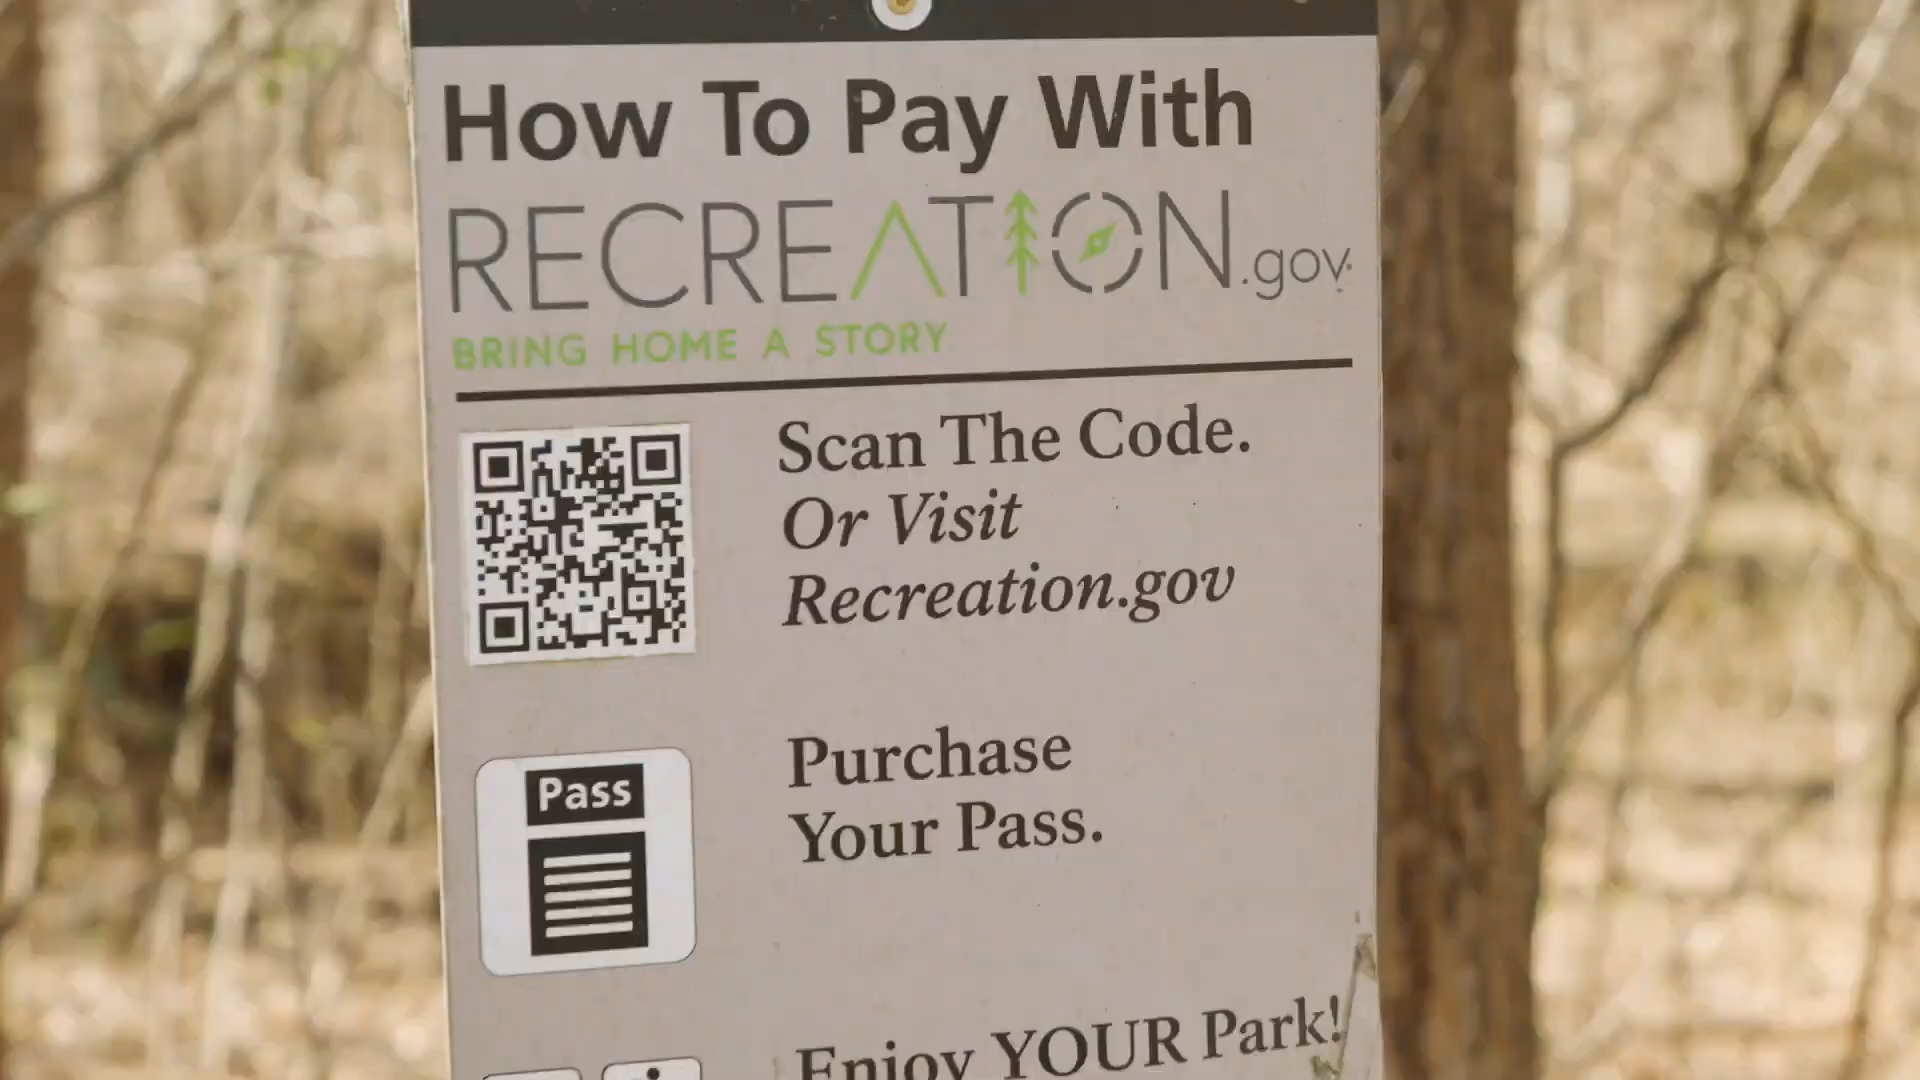 How To Pay With
RECREATION.gov
BRING HOME A STORY
Scan The Code.
Or Visit
Recreation.gov
Pass
Purchase
Your Pass.
Enjoy YOUR Park!